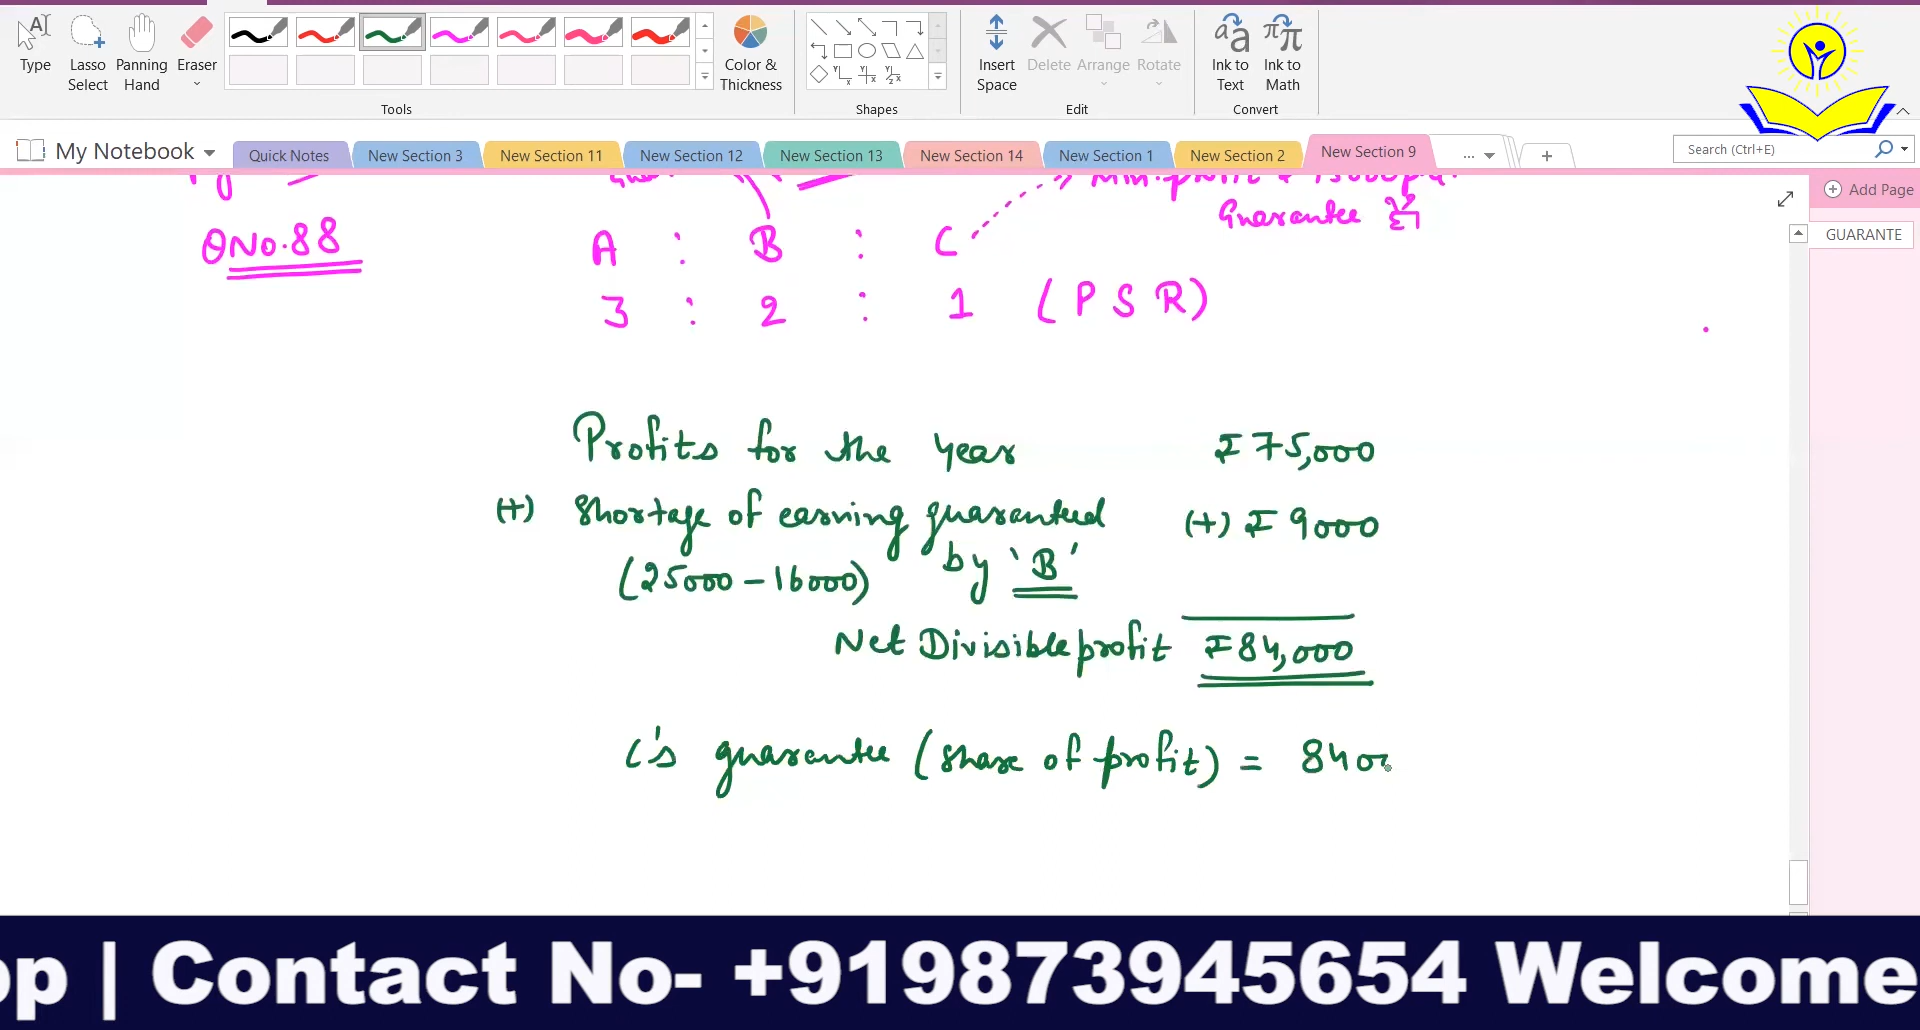 Type
Lasso Select
Panning Hand
Eraser
Color & Thickness
Insert Space
Delete
Arrange
Rotate
Ink to Text
Ink to Math
Tools
Shapes
Edit
Convert
My Notebook
Quick Notes
New Section 3
New Section 11
New Section 12
New Section 13
New Section 14
New Section 1
New Section 2
New Section 9
...
Search (Ctrl+E)
Add Page
GUARANTE
Guarantee
QNo.88
A : B : C
3 : 2 : 1 (PSR)
Profits for the year ₹75,000
(+) Shortage of earning guaranteed (+) ₹9000
by 'B'
(25000-16000)
Net Divisible profit ₹84,000
C's guarantee (share of profit) = 8400
pp | Contact No- +919873945654 Welcome